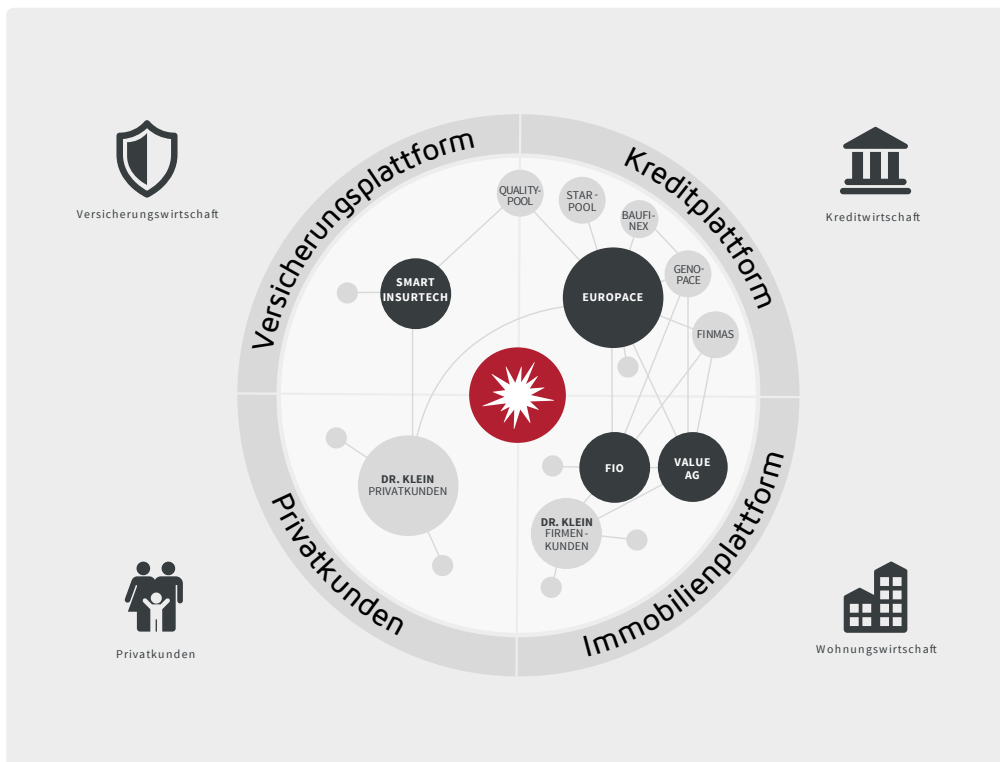 Versicherungsplattform
Kreditplattform
Versicherungswirtschaft
Kreditwirtschaft
QUALITY-
POOL
STAR-
POOL
BAUFI-
NEX
GENO-
PACE
SMART
INSURTECH
EUROPACE
FINMAS
DR. KLEIN
PRIVATKUNDEN
FIO
VALUE
AG
DR. KLEIN
FIRMEN-
KUNDEN
Privatkunden
Immobilienplattform
Privatkunden
Wohnungswirtschaft